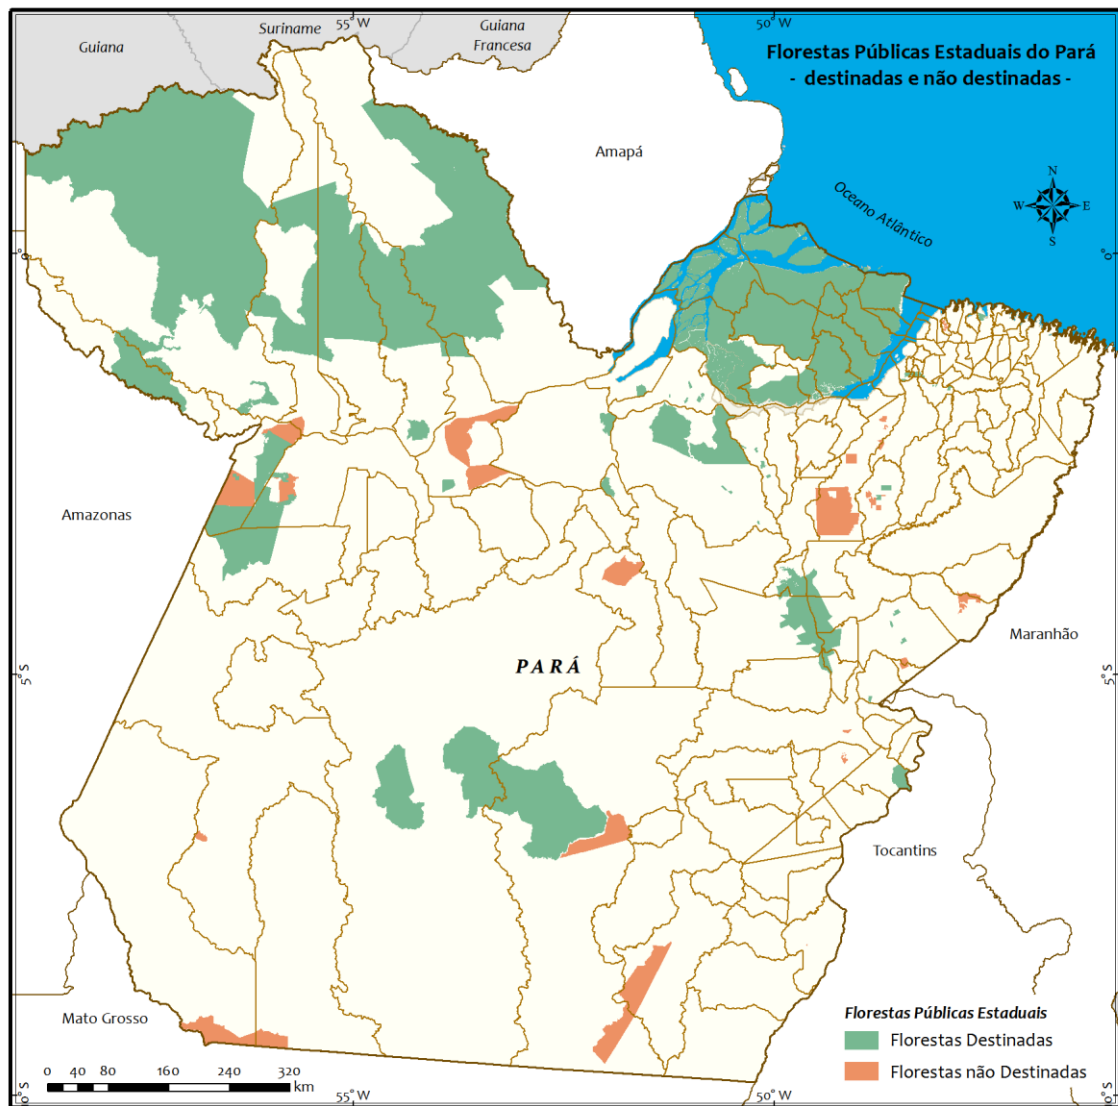 55° W
50° W
Guiana
Suriname
Guiana
Francesa
Florestas Públicas Estaduais do Pará
- destinadas e não destinadas -
Amapá
N
W
E
S
Oceano Atlântico
0°
0°
Amazonas
Maranhão
PARÁ
5°S
5°S
Tocantins
Mato Grosso
Florestas Públicas Estaduais
Florestas Destinadas
Florestas não Destinadas
0 40 80 160 240 320
km
55° W
50° W